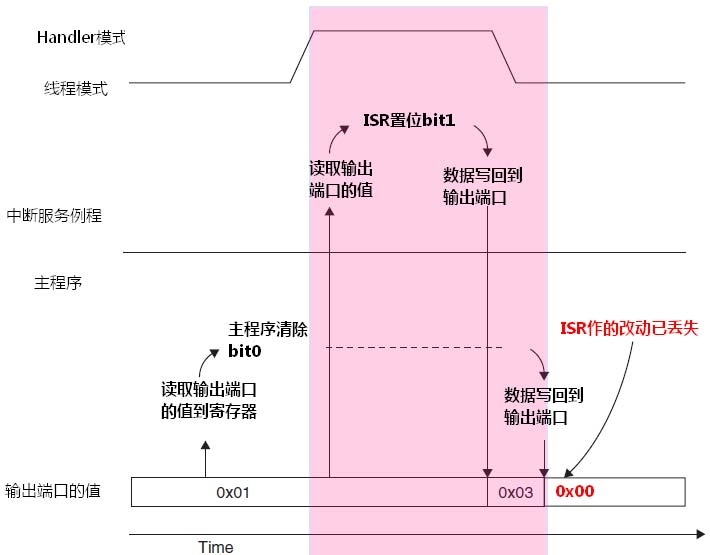 Handler模式
线程模式
ISR置位bit1
读取输出
端口的值
数据写回到
输出端口
中断服务例程
主程序
主程序清除
bit0
ISR作的改动已丢失
读取输出端口
的值到寄存器
数据写回到
输出端口
输出端口的值
0x01
0x03
0x00
Time